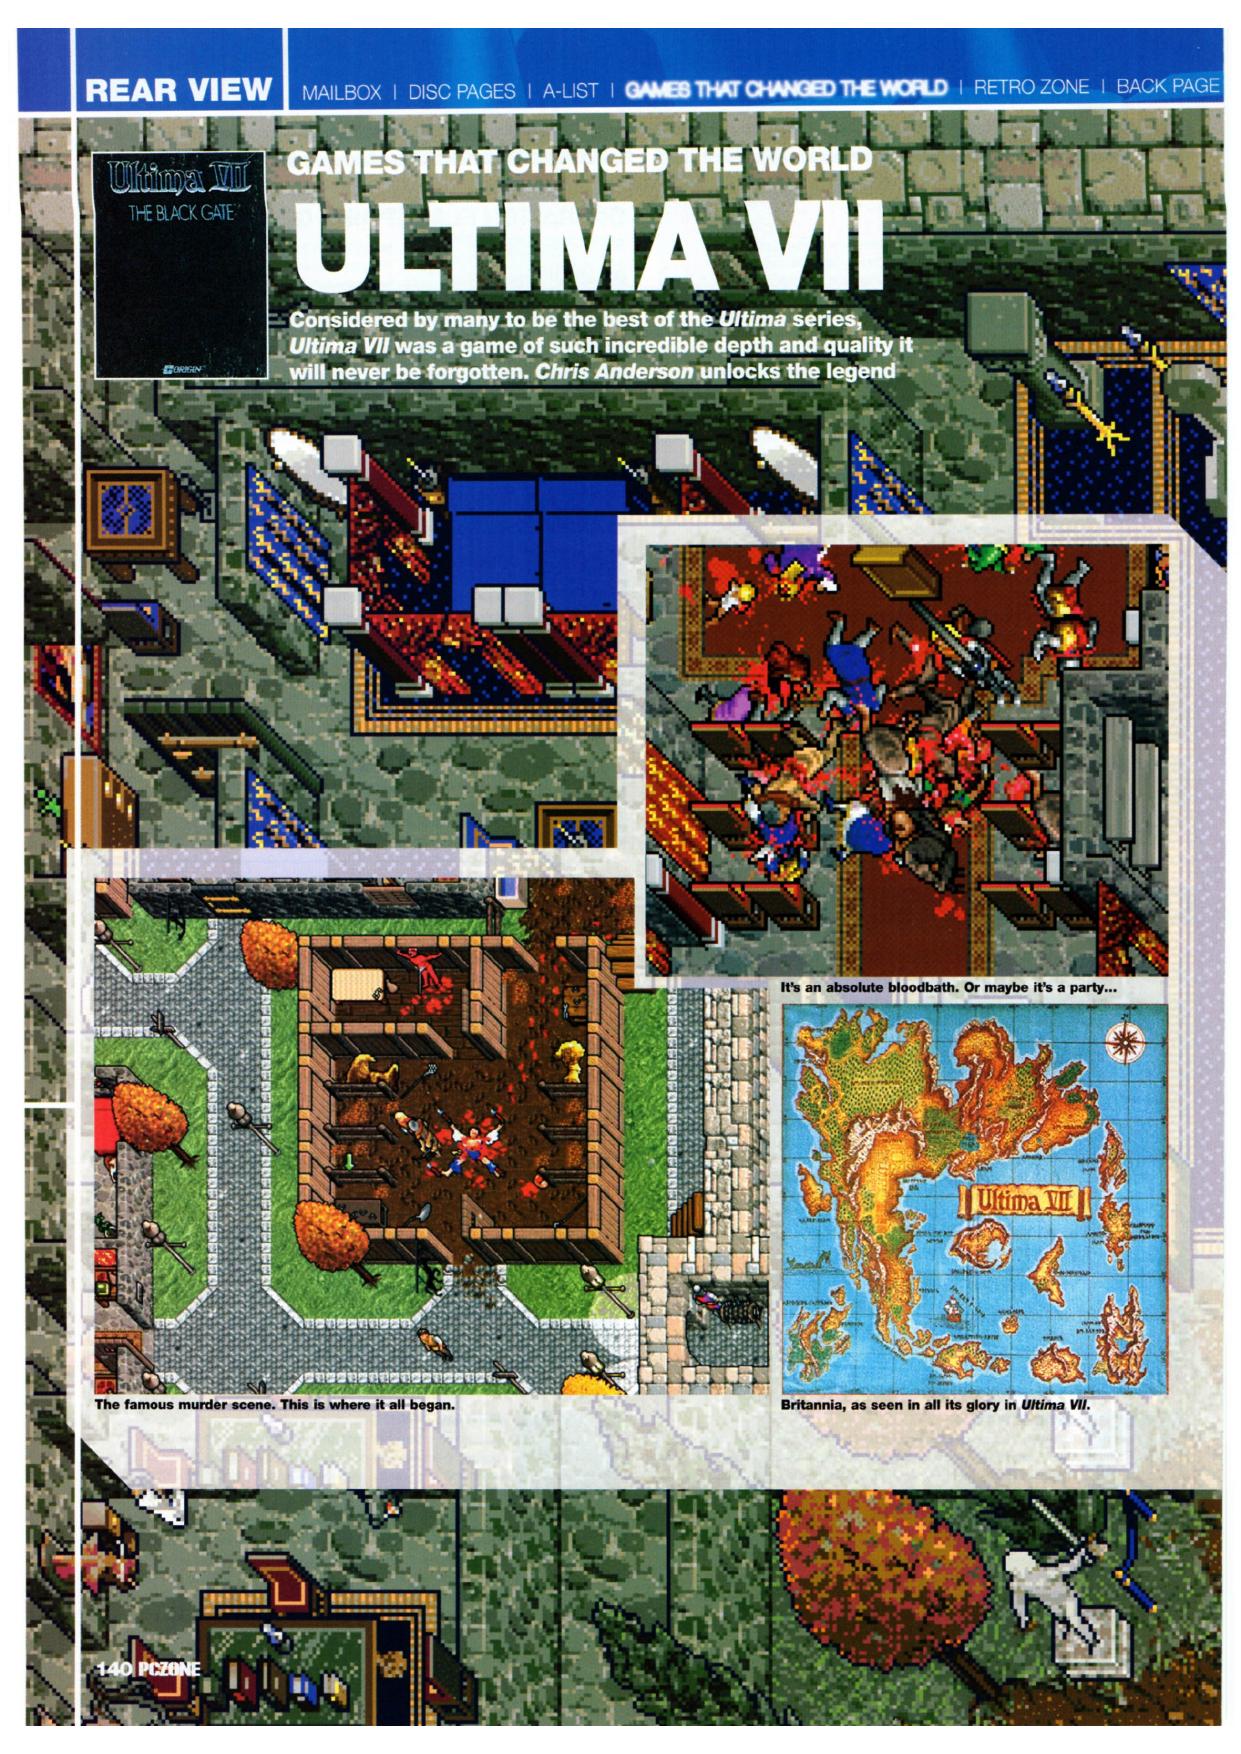 REAR VIEW
MAILBOX | DISC PAGES | A-LIST | GAMES THAT CHANGED THE WORLD | RETRO ZONE | BACK PAGE
Ultima VII
THE BLACK GATE
ORIGIN
GAMES THAT CHANGED THE WORLD
ULTIMA VII
Considered by many to be the best of the Ultima series,
Ultima VII was a game of such incredible depth and quality it
will never be forgotten. Chris Anderson unlocks the legend
It's an absolute bloodbath. Or maybe it's a party...
Ultima VII
The famous murder scene. This is where it all began.
Britannia, as seen in all its glory in Ultima VII.
140 PCZONE